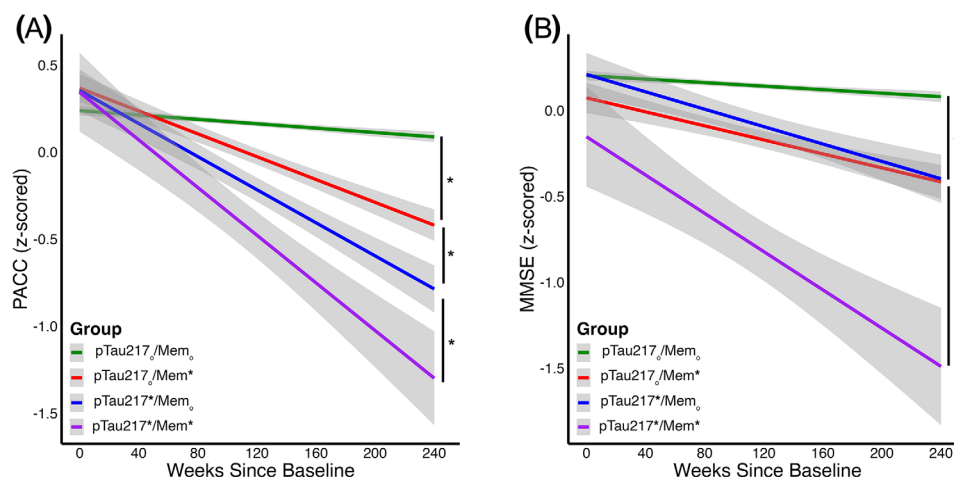 (A)
PACC (z-scored)
0.5
0.0
-0.5
-1.0
-1.5
*
*
*
Group
pTau217o/Memo
pTau217o/Mem*
pTau217*/Memo
pTau217*/Mem*
0 40 80 120 160 200 240
Weeks Since Baseline
(B)
MMSE (z-scored)
0.0
-0.5
-1.0
-1.5
Group
pTau217o/Memo
pTau217o/Mem*
pTau217*/Memo
pTau217*/Mem*
0 40 80 120 160 200 240
Weeks Since Baseline